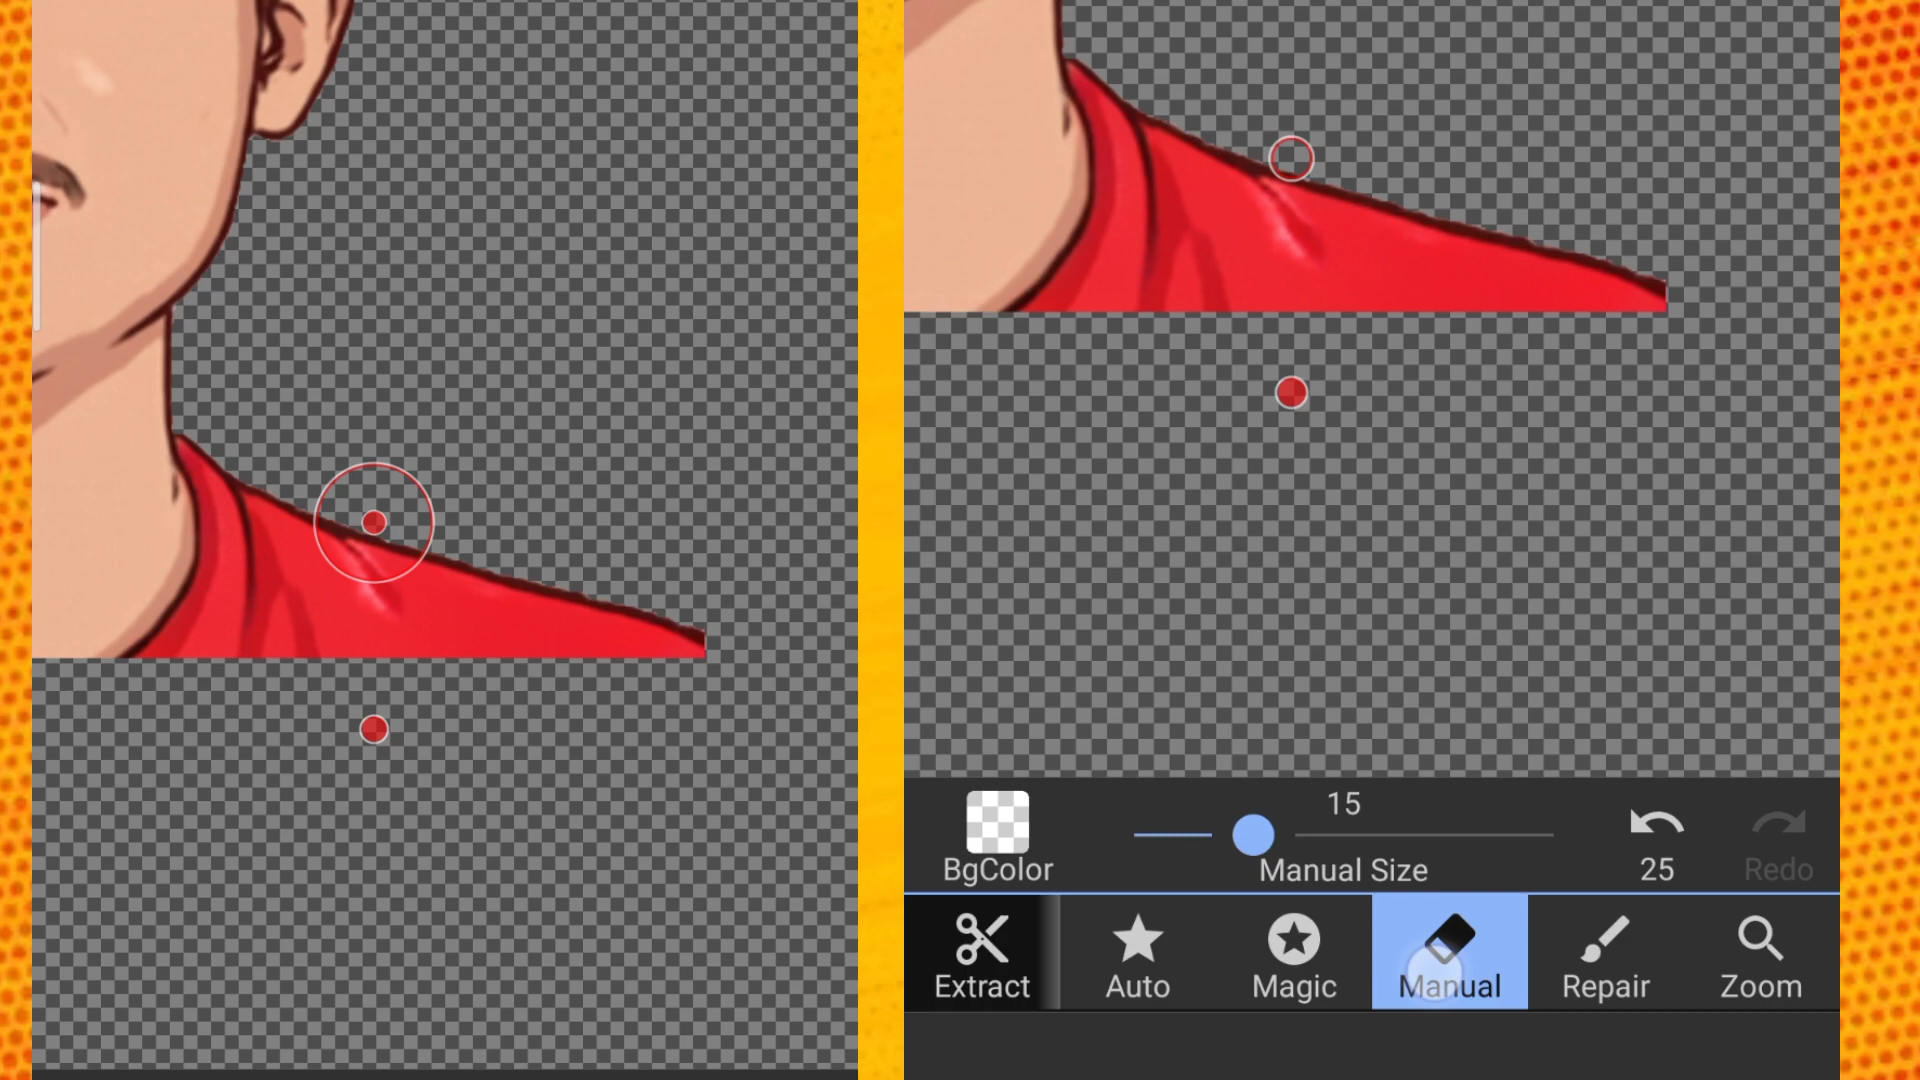 15
BgColor
Manual Size
25
Redo
Extract
Auto
Magic
Manual
Repair
Zoom